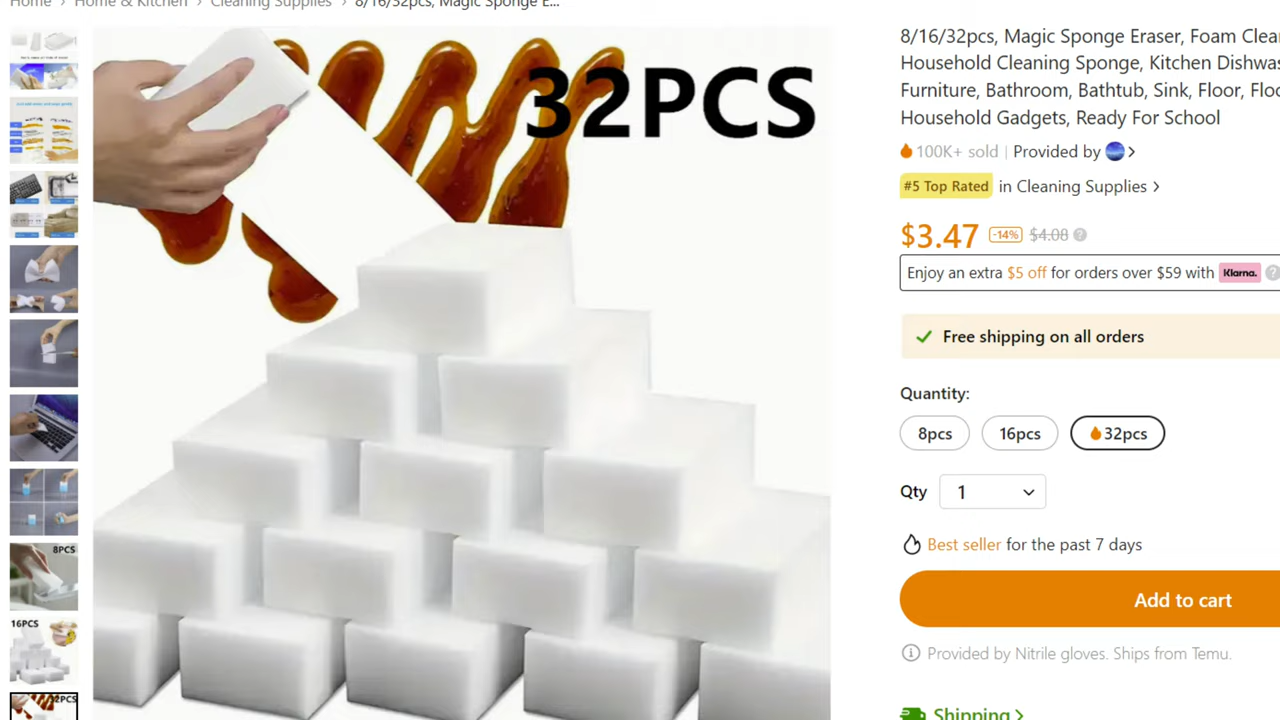 Home › Home & Kitchen › Cleaning Supplies › 8/16/32pcs, Magic Sponge E...
32PCS
8PCS
16PCS
32PCS
8/16/32pcs, Magic Sponge Eraser, Foam Clea
Household Cleaning Sponge, Kitchen Dishwas
Furniture, Bathroom, Bathtub, Sink, Floor, Floo
Household Gadgets, Ready For School
100K+ sold | Provided by
#5 Top Rated in Cleaning Supplies
$3.47 -14% $4.08 ?
Enjoy an extra $5 off for orders over $59 with Klarna. ?
Free shipping on all orders
Quantity:
8pcs 16pcs 32pcs
Qty 1
Best seller for the past 7 days
Add to cart
Provided by Nitrile gloves. Ships from Temu.
Shipping